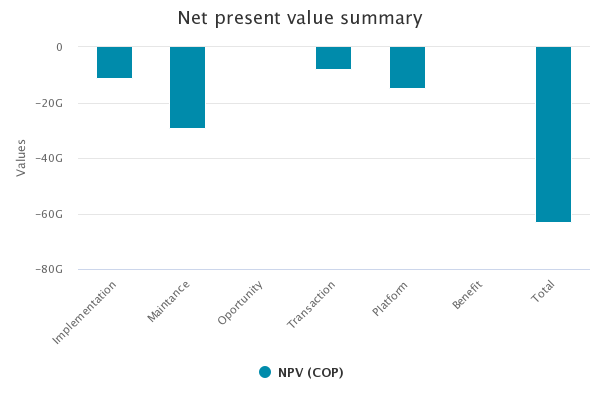 Net present value summary
Values
0
−20G
−40G
−60G
−80G
Implementation
Maintance
Oportunity
Transaction
Platform
Benefit
Total
NPV (COP)